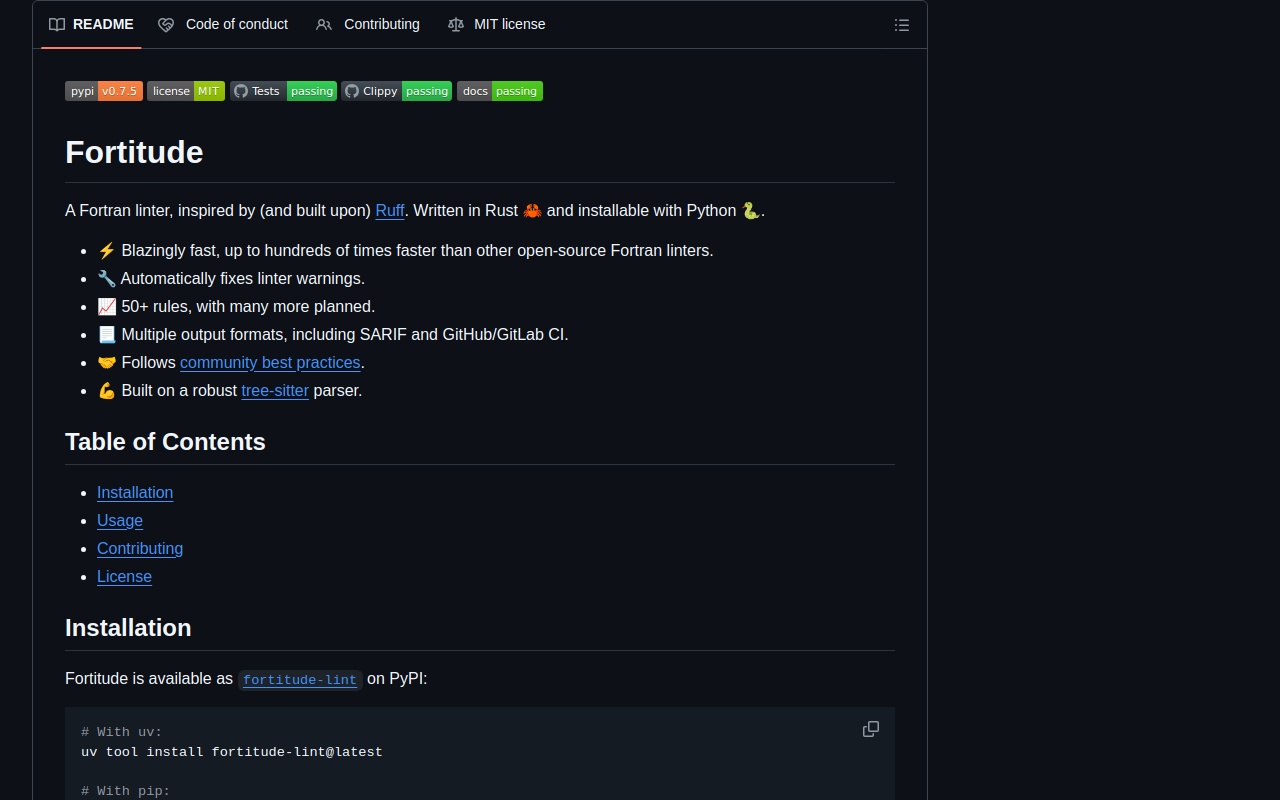 README Code of conduct Contributing MIT license
pypi v0.7.5 license MIT Tests passing Clippy passing docs passing
Fortitude
A Fortran linter, inspired by (and built upon) Ruff. Written in Rust 🦀 and installable with Python 🐍.
• ⚡ Blazingly fast, up to hundreds of times faster than other open-source Fortran linters.
• 🔧 Automatically fixes linter warnings.
• 📈 50+ rules, with many more planned.
• 📃 Multiple output formats, including SARIF and GitHub/GitLab CI.
• 🤝 Follows community best practices.
• 💪 Built on a robust tree-sitter parser.
Table of Contents
• Installation
• Usage
• Contributing
• License
Installation
Fortitude is available as fortitude-lint on PyPI:
# With uv:
uv tool install fortitude-lint@latest
# With pip: